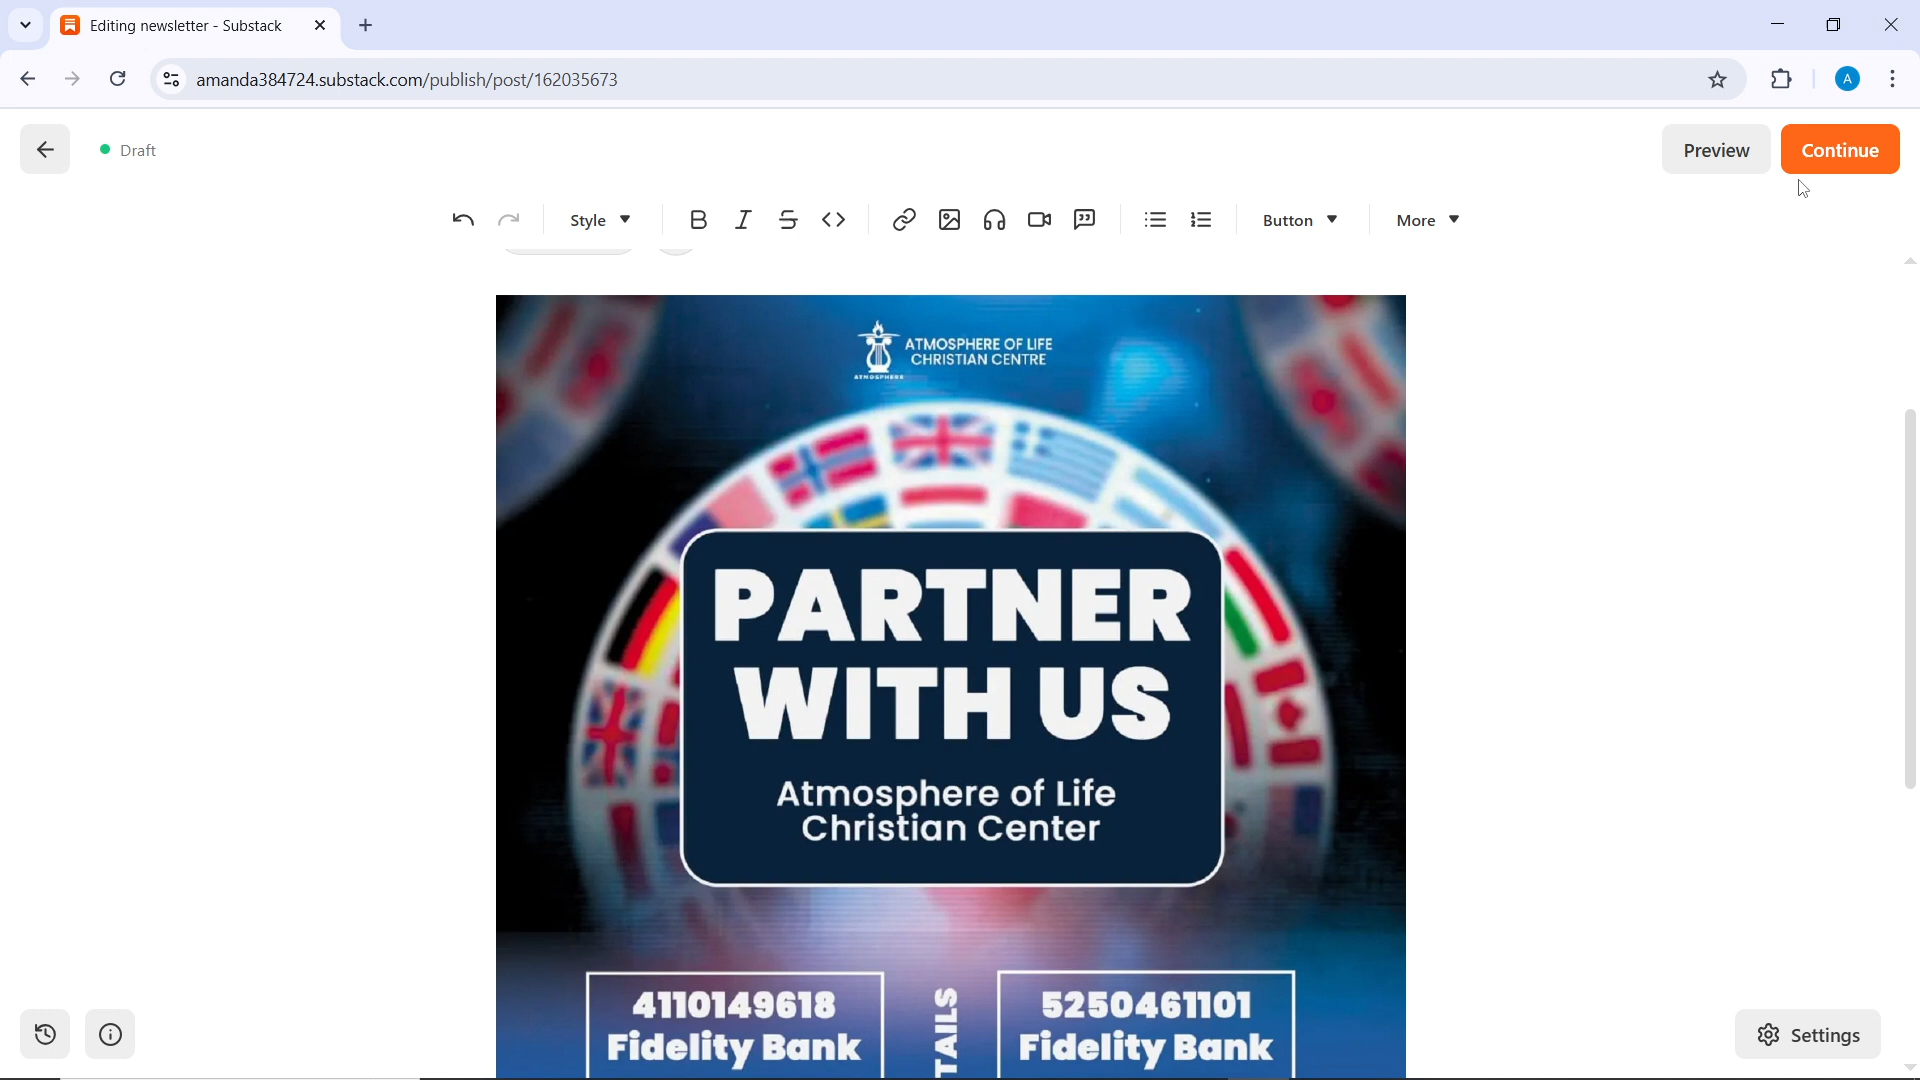 Editing newsletter - Substack
amanda384724.substack.com/publish/post/162035673
A
Draft
Preview
Continue
Style
Button
More
ATMOSPHERE
ATMOSPHERE OF LIFE
CHRISTIAN CENTRE
PARTNER
WITH US
Atmosphere of Life
Christian Center
4110149618
Fidelity Bank
TAILS
5250461101
Fidelity Bank
Settings